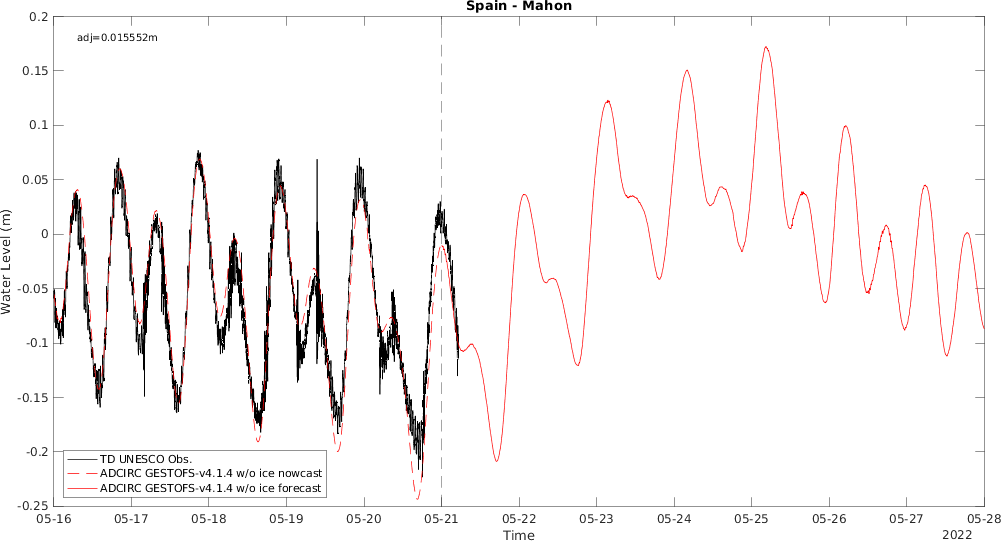 Spain - Mahon
adj=0.015552m
0.2
0.15
0.1
0.05
0
-0.05
-0.1
-0.15
-0.2
-0.25
Water Level (m)
TD UNESCO Obs.
ADCIRC GESTOFS-v4.1.4 w/o ice nowcast
ADCIRC GESTOFS-v4.1.4 w/o ice forecast
05-16 05-17 05-18 05-19 05-20 05-21 05-22 05-23 05-24 05-25 05-26 05-27 05-28
Time
2022